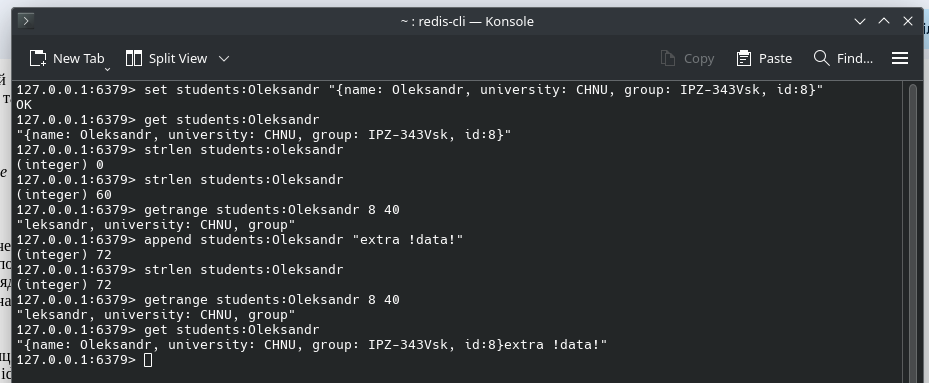 ~ : redis-cli — Konsole
New Tab
Split View
Copy
Paste
Find...
127.0.0.1:6379> set students:Oleksandr "{name: Oleksandr, university: CHNU, group: IPZ-343Vsk, id:8}"
OK
127.0.0.1:6379> get students:Oleksandr
"{name: Oleksandr, university: CHNU, group: IPZ-343Vsk, id:8}"
127.0.0.1:6379> strlen students:oleksandr
(integer) 0
127.0.0.1:6379> strlen students:Oleksandr
(integer) 60
127.0.0.1:6379> getrange students:Oleksandr 8 40
"leksandr, university: CHNU, group"
127.0.0.1:6379> append students:Oleksandr "extra !data!"
(integer) 72
127.0.0.1:6379> strlen students:Oleksandr
(integer) 72
127.0.0.1:6379> getrange students:Oleksandr 8 40
"leksandr, university: CHNU, group"
127.0.0.1:6379> get students:Oleksandr
"{name: Oleksandr, university: CHNU, group: IPZ-343Vsk, id:8}extra !data!"
127.0.0.1:6379>